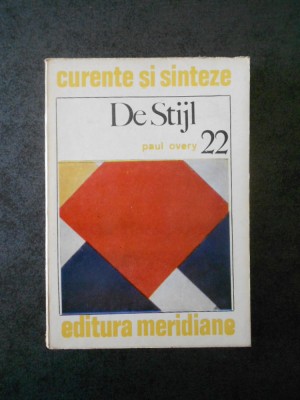 curente si sinteze
De Stijl
paul overy 22
editura meridiane